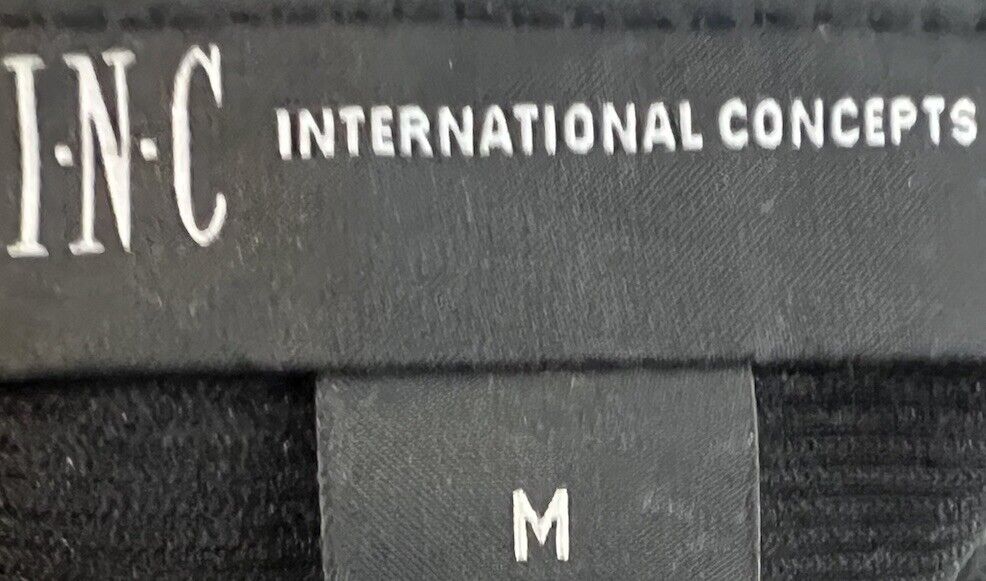 I·N·C INTERNATIONAL CONCEPTS
M